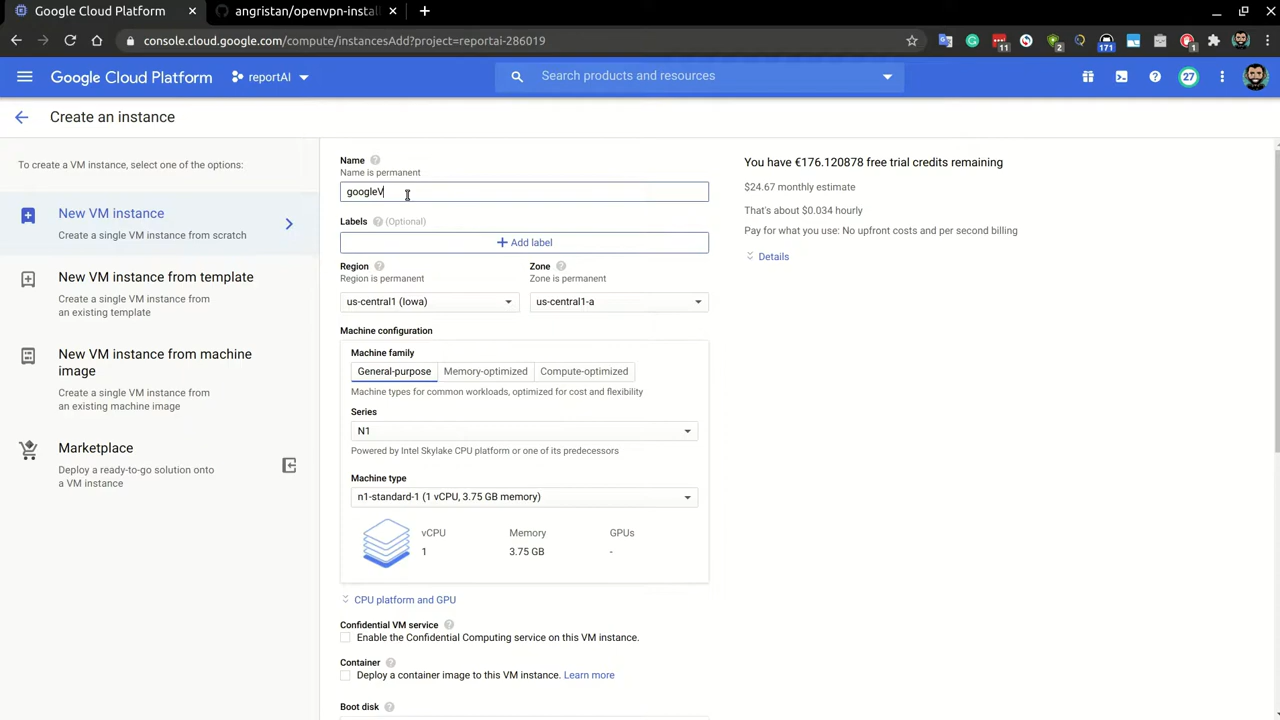 Google Cloud Platform
angristan/openvpn-instal
console.cloud.google.com/compute/instancesAdd?project=reportai-286019
11
2
171
1
Google Cloud Platform
reportAI
Search products and resources
27
Create an instance
To create a VM instance, select one of the options:
New VM instance
Create a single VM instance from scratch
New VM instance from template
Create a single VM instance from
an existing template
New VM instance from machine
image
Create a single VM instance from
an existing machine image
Marketplace
Deploy a ready-to-go solution onto
a VM instance
Name
Name is permanent
googleV
Labels (Optional)
Add label
Region
Region is permanent
us-central1 (Iowa)
Zone
Zone is permanent
us-central1-a
Machine configuration
Machine family
General-purpose
Memory-optimized
Compute-optimized
Machine types for common workloads, optimized for cost and flexibility
Series
N1
Powered by Intel Skylake CPU platform or one of its predecessors
Machine type
n1-standard-1 (1 vCPU, 3.75 GB memory)
vCPU
Memory
GPUs
1
3.75 GB
-
CPU platform and GPU
Confidential VM service
Enable the Confidential Computing service on this VM instance.
Container
Deploy a container image to this VM instance. Learn more
Boot disk
You have €176.120878 free trial credits remaining
$24.67 monthly estimate
That's about $0.034 hourly
Pay for what you use: No upfront costs and per second billing
Details